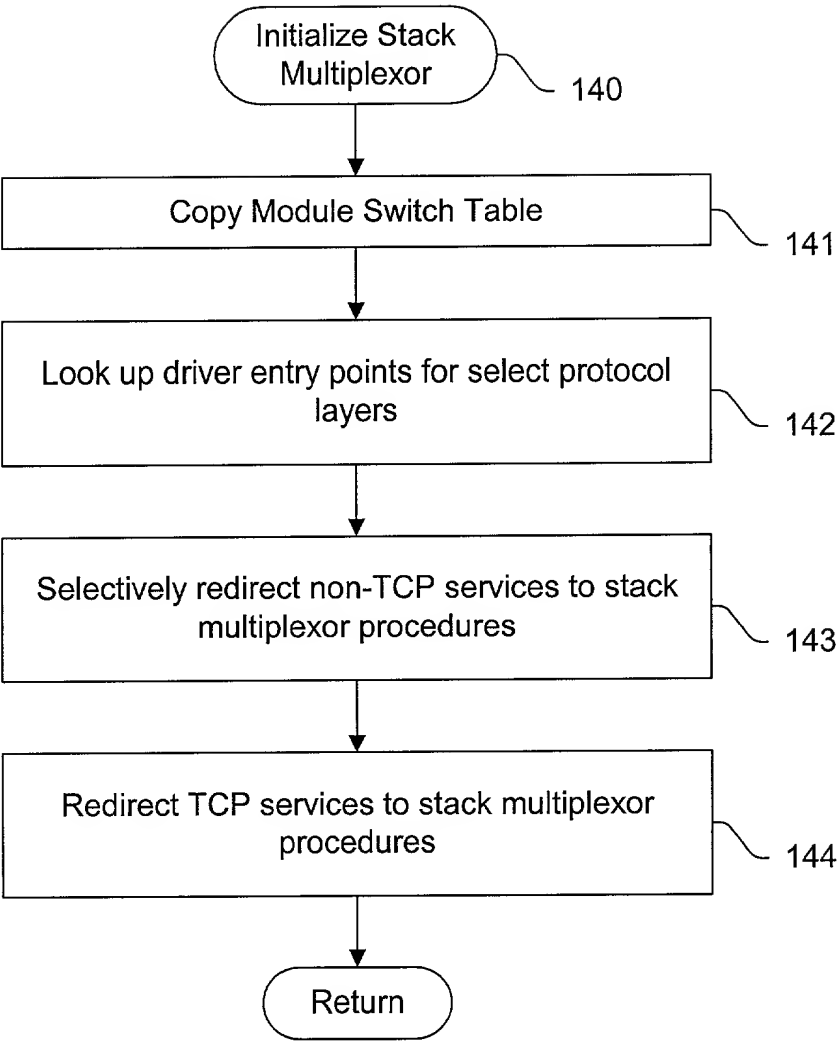 Initialize Stack
Multiplexor
140
Copy Module Switch Table
141
Look up driver entry points for select protocol
layers
142
Selectively redirect non-TCP services to stack
multiplexor procedures
143
Redirect TCP services to stack multiplexor
procedures
144
Return